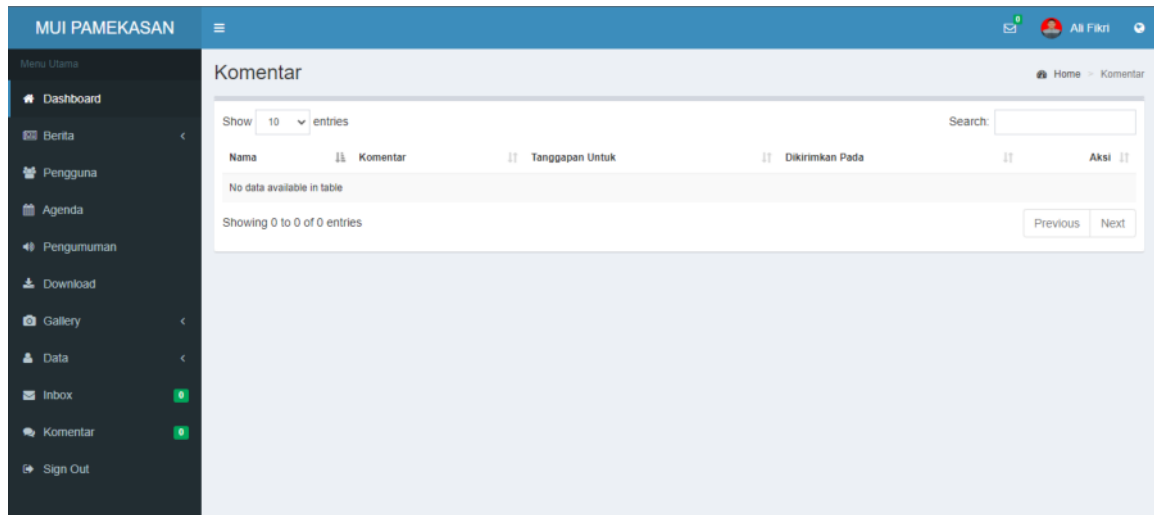 MUI PAMEKASAN
0
Ali Fikri
Menu Utama
Dashboard
Berita
Pengguna
Agenda
Pengumuman
Download
Gallery
Data
Inbox 0
Komentar 0
Sign Out
Komentar
Home > Komentar
Show 10 entries
Search:
Nama Komentar Tanggapan Untuk Dikirimkan Pada Aksi
No data available in table
Showing 0 to 0 of 0 entries
Previous Next